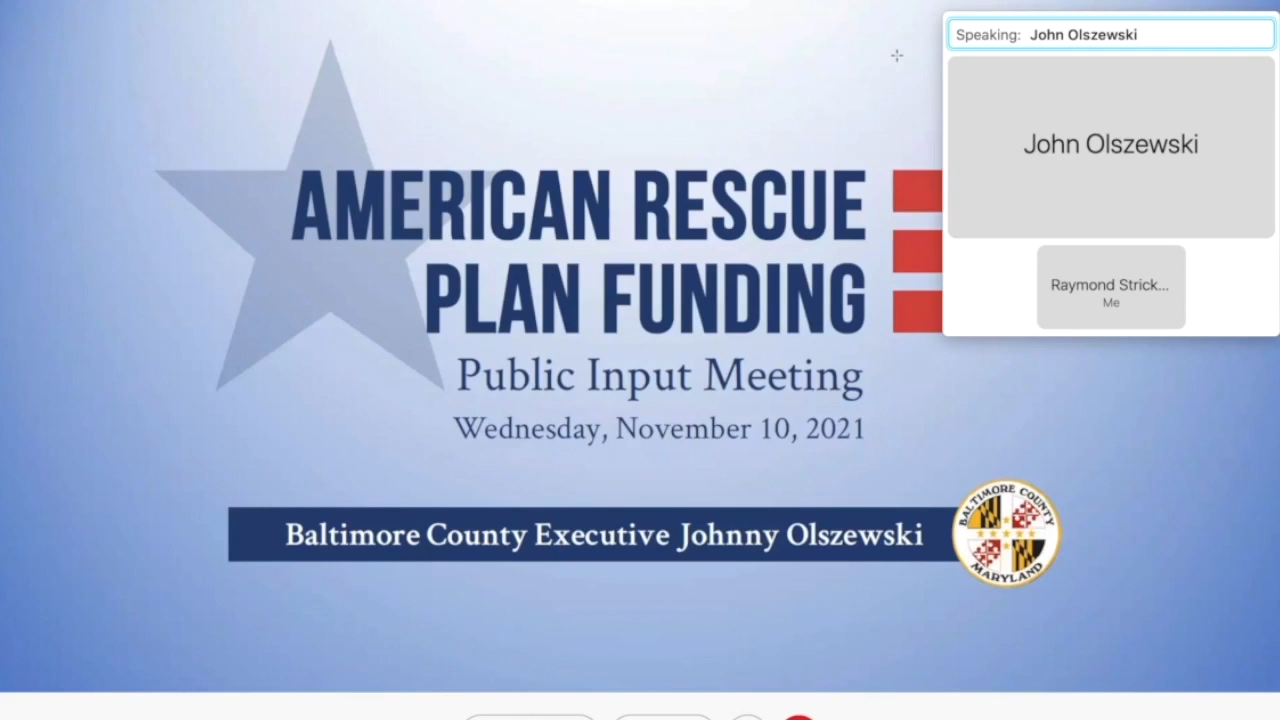 Speaking: John Olszewski
John Olszewski
Raymond Strick...
Me
AMERICAN RESCUE
PLAN FUNDING
Public Input Meeting
Wednesday, November 10, 2021
Baltimore County Executive Johnny Olszewski
BALTIMORE COUNTY
MARYLAND